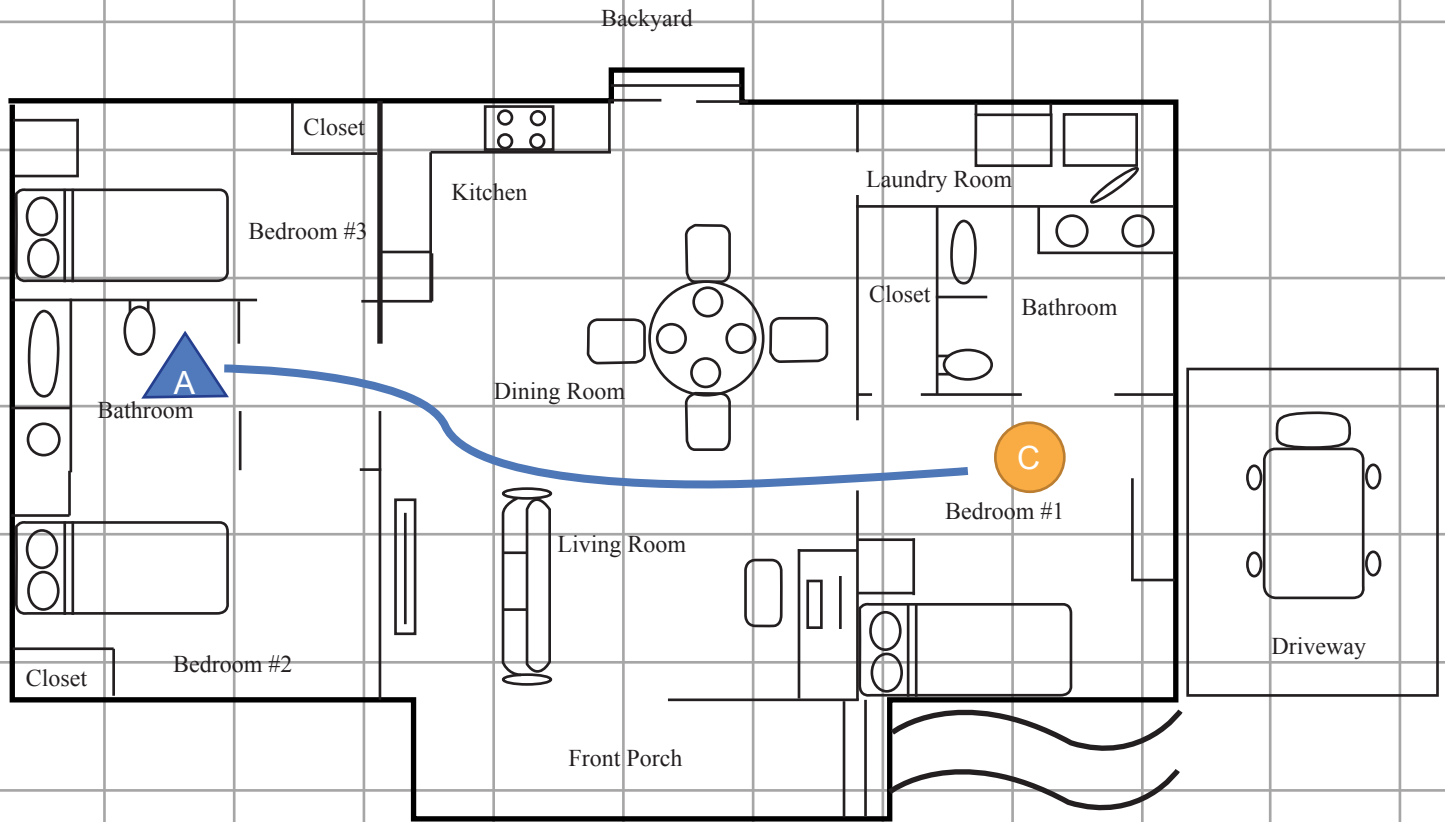 Backyard
Closet
Laundry Room
Kitchen
Bedroom #3
Closet
Bathroom
A
Dining Room
Bathroom
C
Bedroom #1
Living Room
Driveway
Bedroom #2
Closet
Front Porch